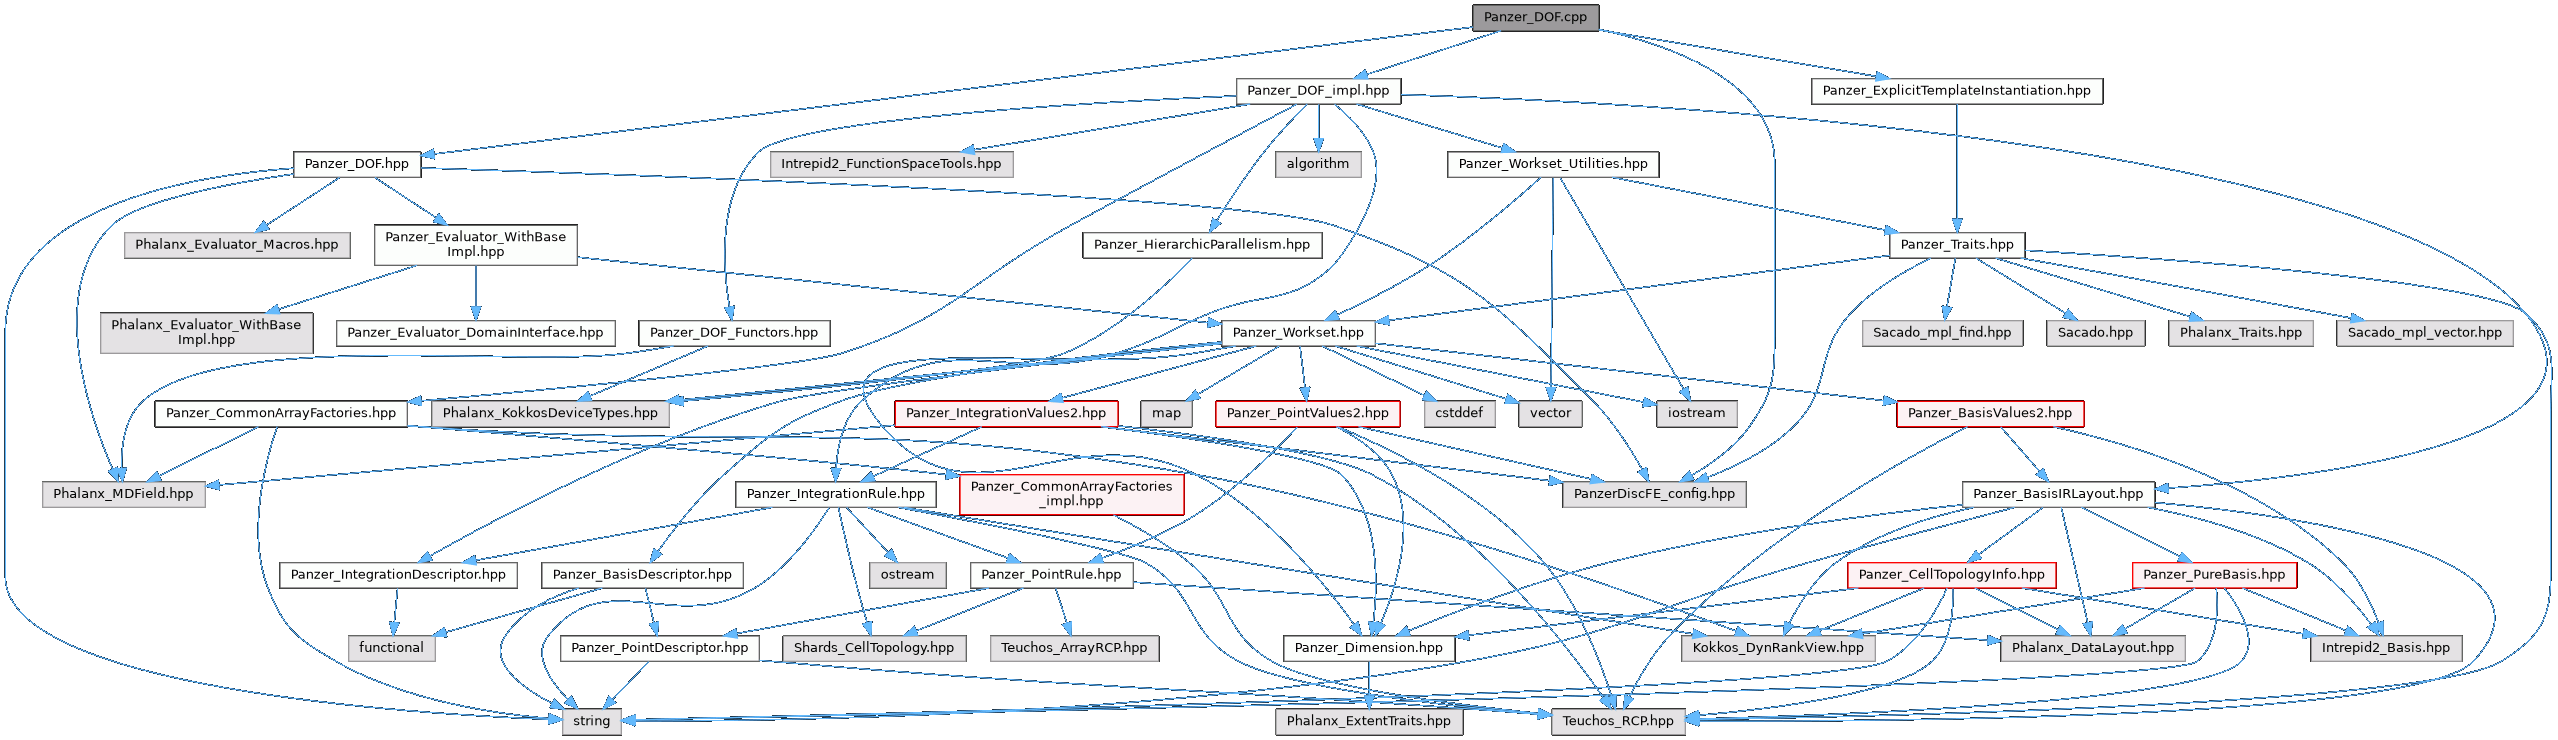 Panzer_DOF.cpp
Panzer_DOF_impl.hpp
Panzer_ExplicitTemplateInstantiation.hpp
Panzer_DOF.hpp
Intrepid2_FunctionSpaceTools.hpp
algorithm
Panzer_Workset_Utilities.hpp
Phalanx_Evaluator_Macros.hpp
Panzer_Evaluator_WithBase
Impl.hpp
Panzer_HierarchicParallelism.hpp
Panzer_Traits.hpp
Phalanx_Evaluator_WithBase
Impl.hpp
Panzer_Evaluator_DomainInterface.hpp
Panzer_DOF_Functors.hpp
Panzer_Workset.hpp
Sacado_mpl_find.hpp
Sacado.hpp
Phalanx_Traits.hpp
Sacado_mpl_vector.hpp
Panzer_CommonArrayFactories.hpp
Phalanx_KokkosDeviceTypes.hpp
Panzer_IntegrationValues2.hpp
map
Panzer_PointValues2.hpp
cstddef
vector
iostream
Panzer_BasisValues2.hpp
Phalanx_MDField.hpp
Panzer_IntegrationRule.hpp
Panzer_CommonArrayFactories
_impl.hpp
PanzerDiscFE_config.hpp
Panzer_BasisIRLayout.hpp
Panzer_IntegrationDescriptor.hpp
Panzer_BasisDescriptor.hpp
ostream
Panzer_PointRule.hpp
Panzer_CellTopologyInfo.hpp
Panzer_PureBasis.hpp
functional
Panzer_PointDescriptor.hpp
Shards_CellTopology.hpp
Teuchos_ArrayRCP.hpp
Panzer_Dimension.hpp
Kokkos_DynRankView.hpp
Phalanx_DataLayout.hpp
Intrepid2_Basis.hpp
string
Phalanx_ExtentTraits.hpp
Teuchos_RCP.hpp